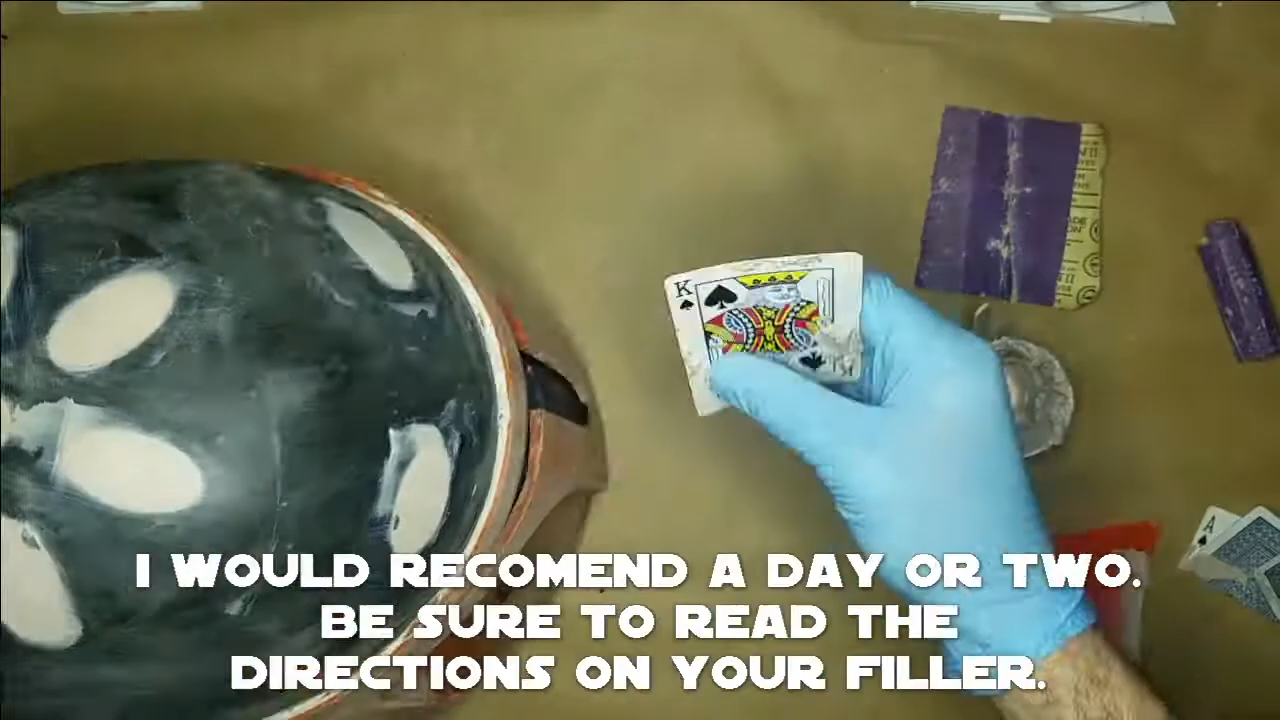 K
A
I WOULD RECOMEND A DAY OR TWO.
BE SURE TO READ THE
DIRECTIONS ON YOUR FILLER.